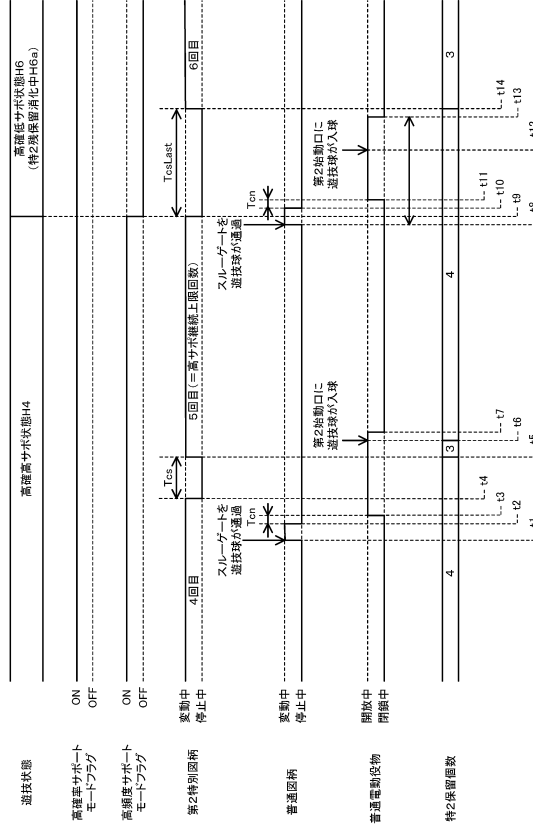 遊技状態
高確高サポ状態H4
高確低サポ状態H6
(特2残保留消化中H6a)
高確率サポート
モードフラグ
ON
OFF
高頻度サポート
モードフラグ
ON
OFF
第2特別図柄
変動中
停止中
4回目
Tcs
5回目(=高サポ継続上限回数)
TcsLast
6回目
普通図柄
変動中
停止中
スルーゲートを
遊技球が通過
Tcn
スルーゲートを
遊技球が通過
Tcn
普通電動役物
開放中
閉鎖中
第2始動口に
遊技球が入球
第2始動口に
遊技球が入球
特2保留個数
4
3
4
3
t1
t2
t3
t4
t5
t6
t7
t8
t9
t10
t11
t12
t13
t14